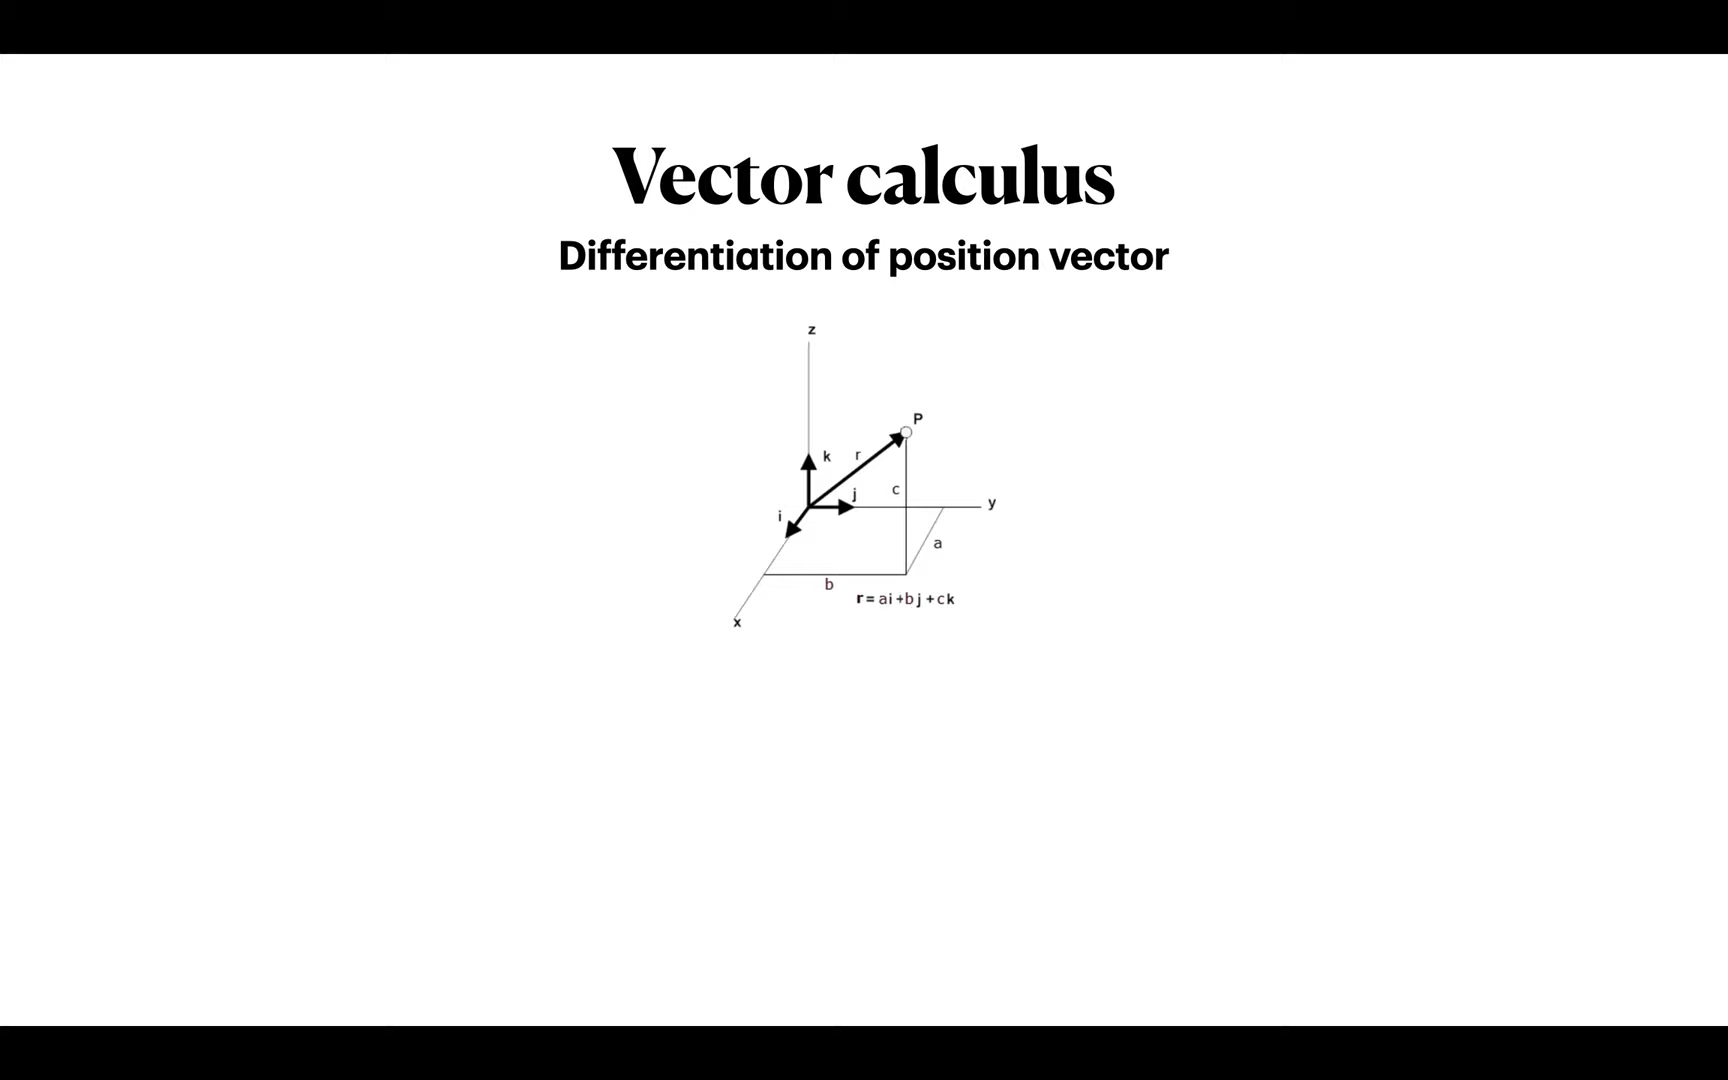 Vector calculus
Differentiation of position vector
z
P
k r
j c
i y
a
b
r = ai + bj + ck
x